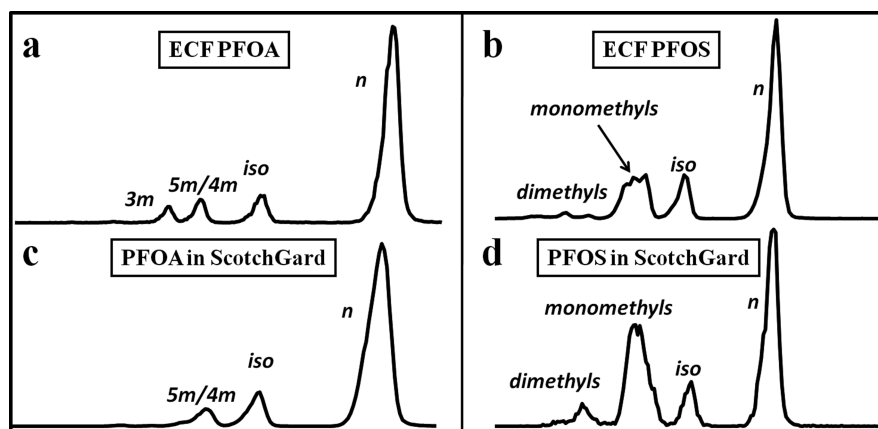 a
ECF PFOA
n
iso
5m/4m
3m
b
ECF PFOS
n
monomethyls
iso
dimethyls
c
PFOA in ScotchGard
n
iso
5m/4m
d
PFOS in ScotchGard
n
monomethyls
iso
dimethyls